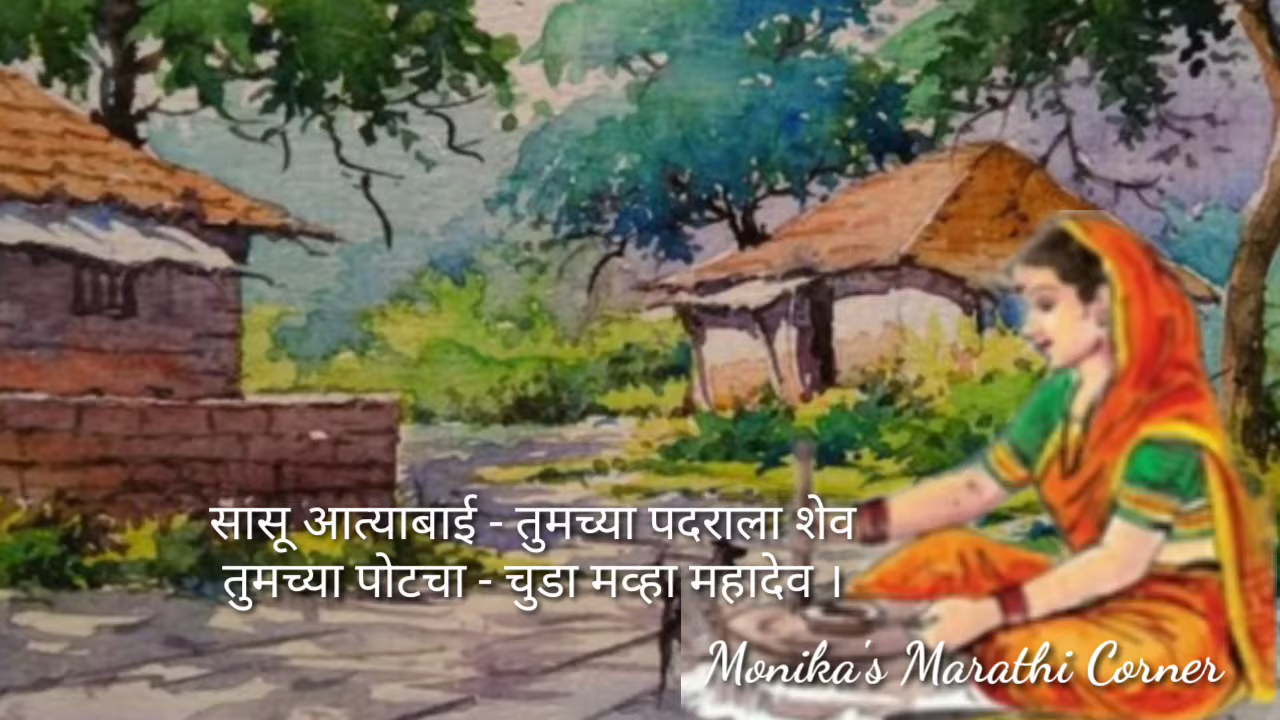 सासू आत्याबाई - तुमच्या पदराला शेव
तुमच्या पोटचा - चुडा मव्हा महादेव ।
Monika's Marathi Corner